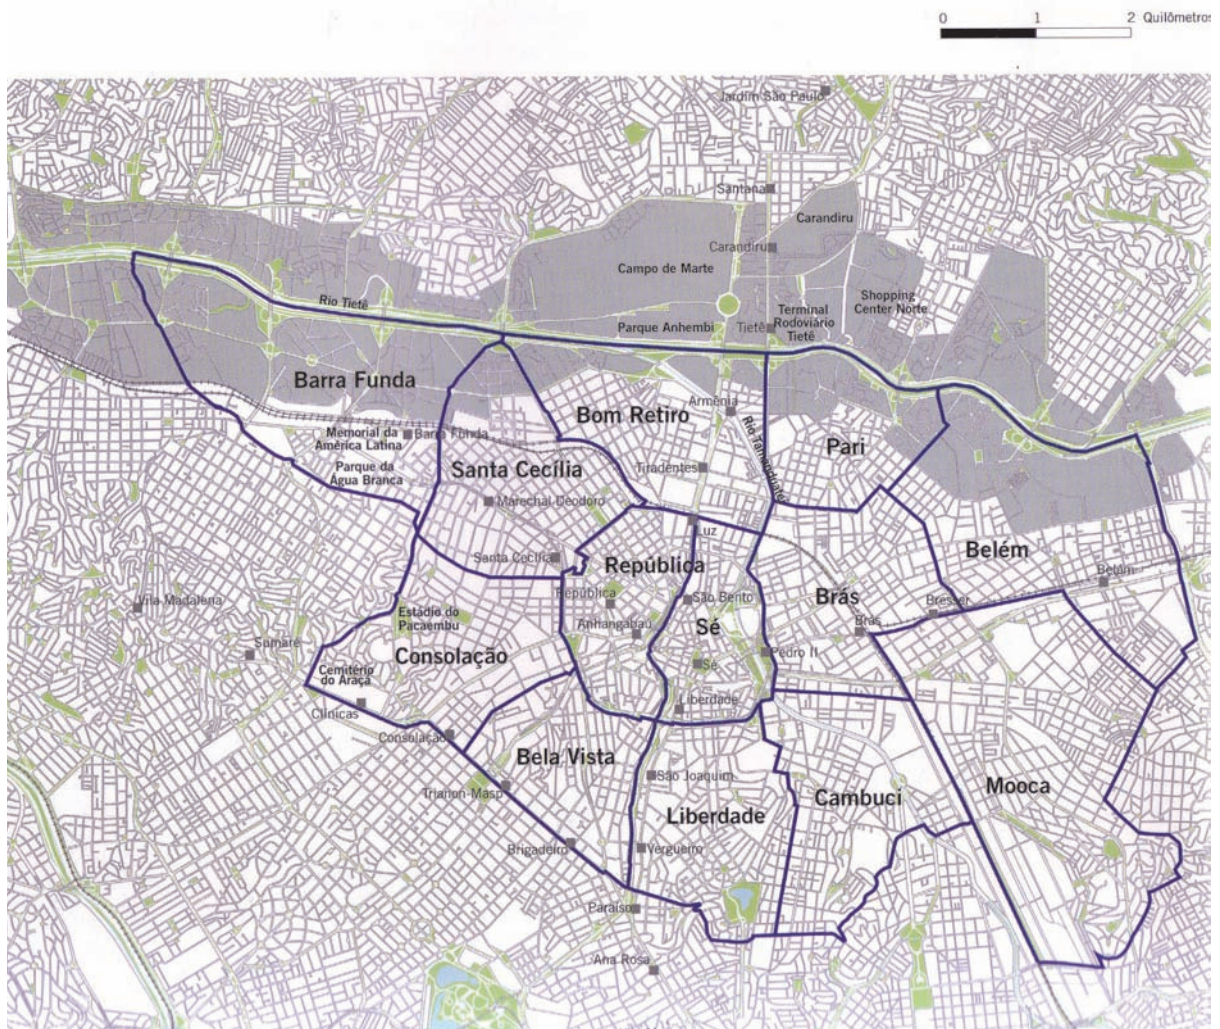 0 1 2 Quilômetros
Jardim São Paulo
Santana
Carandiru
Carandiru
Campo de Marte
Shopping
Center Norte
Rio Tietê
Parque Anhembi
Tietê
Terminal
Rodoviário
Tietê
Barra Funda
Bom Retiro
Armênia
Rio Tamanduateí
Pari
Memorial da
América Latina
Barra Funda
Parque da
Água Branca
Santa Cecília
Tiradentes
Marechal Deodoro
Luz
Santa Cecília
República
Belém
Belém
Vila Madalena
República
São Bento
Brás
Bresser
Estádio do
Pacaembu
Anhangabaú
Sé
Brás
Sumaré
Consolação
Sé
Pedro II
Cemitério
do Araçá
Clínicas
Liberdade
Consolação
Bela Vista
São Joaquim
Trianon-Masp
Liberdade
Cambuci
Mooca
Brigadeiro
Vergueiro
Paraíso
Ana Rosa